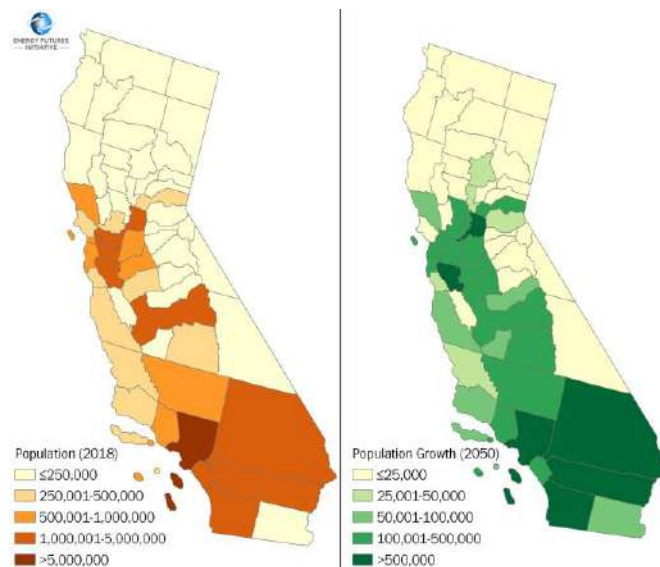 ENERGY FUTURES
INITIATIVE
Population (2018)
≤250,000
250,001-500,000
500,001-1,000,000
1,000,001-5,000,000
>5,000,000
Population Growth (2050)
≤25,000
25,001-50,000
50,001-100,000
100,001-500,000
>500,000